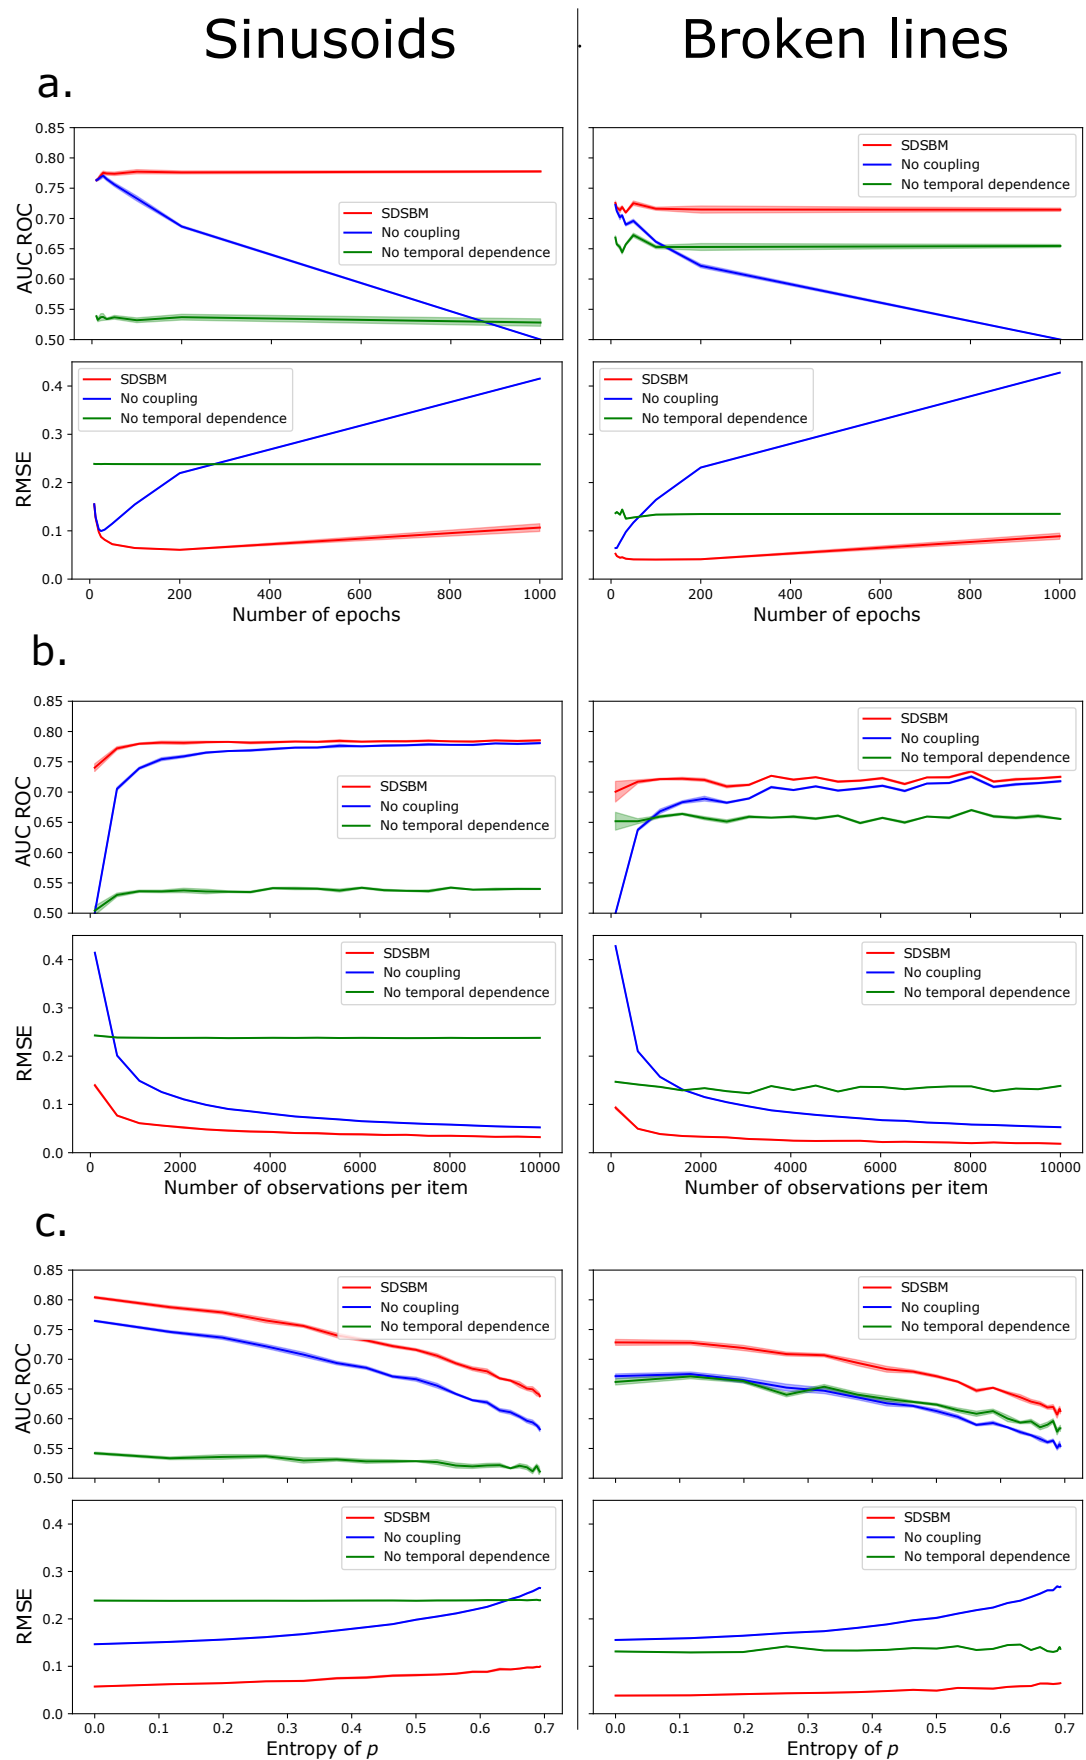 Sinusoids
Broken lines
a.
0.85
0.80
0.75
0.70
0.65
0.60
0.55
0.50
AUC ROC
SDSBM
No coupling
No temporal dependence
SDSBM
No coupling
No temporal dependence
0.4
0.3
0.2
0.1
0.0
RMSE
SDSBM
No coupling
No temporal dependence
0 200 400 600 800 1000
Number of epochs
SDSBM
No coupling
No temporal dependence
0 200 400 600 800 1000
Number of epochs
b.
0.85
0.80
0.75
0.70
0.65
0.60
0.55
0.50
AUC ROC
SDSBM
No coupling
No temporal dependence
SDSBM
No coupling
No temporal dependence
0.4
0.3
0.2
0.1
0.0
RMSE
SDSBM
No coupling
No temporal dependence
0 2000 4000 6000 8000 10000
Number of observations per item
SDSBM
No coupling
No temporal dependence
0 2000 4000 6000 8000 10000
Number of observations per item
c.
0.85
0.80
0.75
0.70
0.65
0.60
0.55
0.50
AUC ROC
SDSBM
No coupling
No temporal dependence
SDSBM
No coupling
No temporal dependence
0.4
0.3
0.2
0.1
0.0
RMSE
SDSBM
No coupling
No temporal dependence
0.0 0.1 0.2 0.3 0.4 0.5 0.6 0.7
Entropy of p
SDSBM
No coupling
No temporal dependence
0.0 0.1 0.2 0.3 0.4 0.5 0.6 0.7
Entropy of p